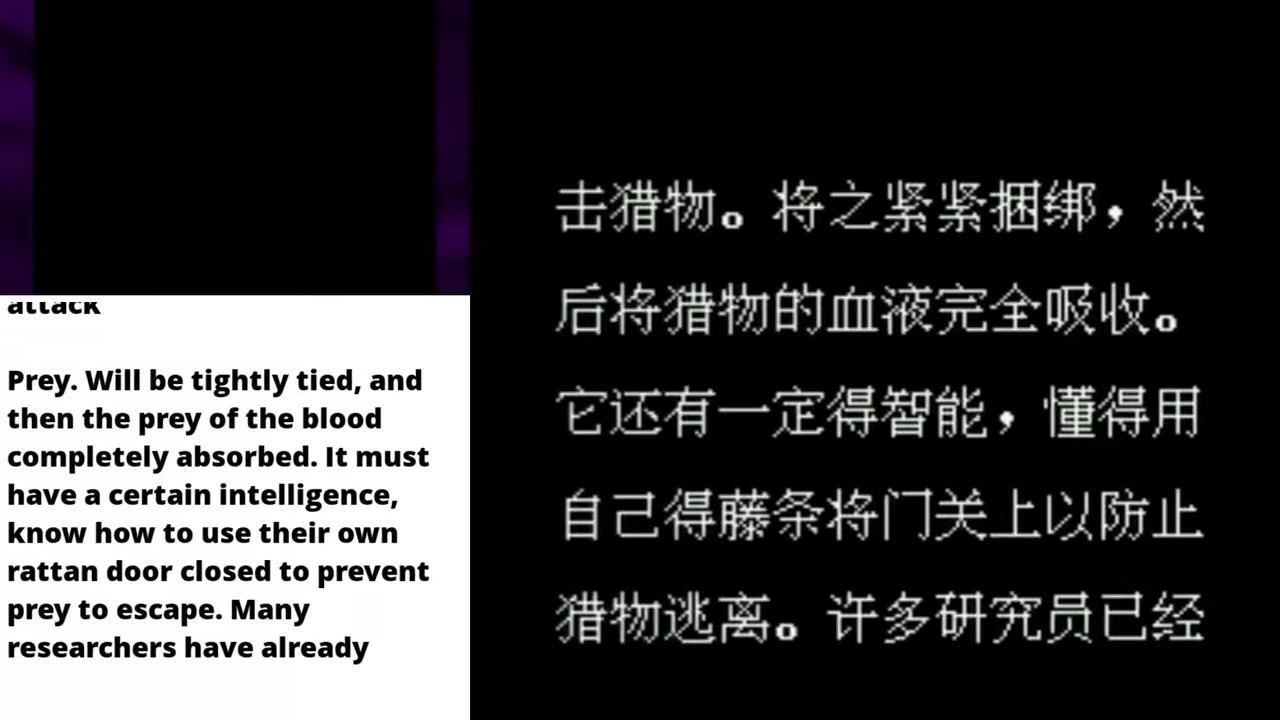 attack
Prey. Will be tightly tied, and
then the prey of the blood
completely absorbed. It must
have a certain intelligence,
know how to use their own
rattan door closed to prevent
prey to escape. Many
researchers have already
击猎物。将之紧紧捆绑，然
后将猎物的血液完全吸收。
它还有一定得智能，懂得用
自己得藤条将门关上以防止
猎物逃离。许多研究员已经